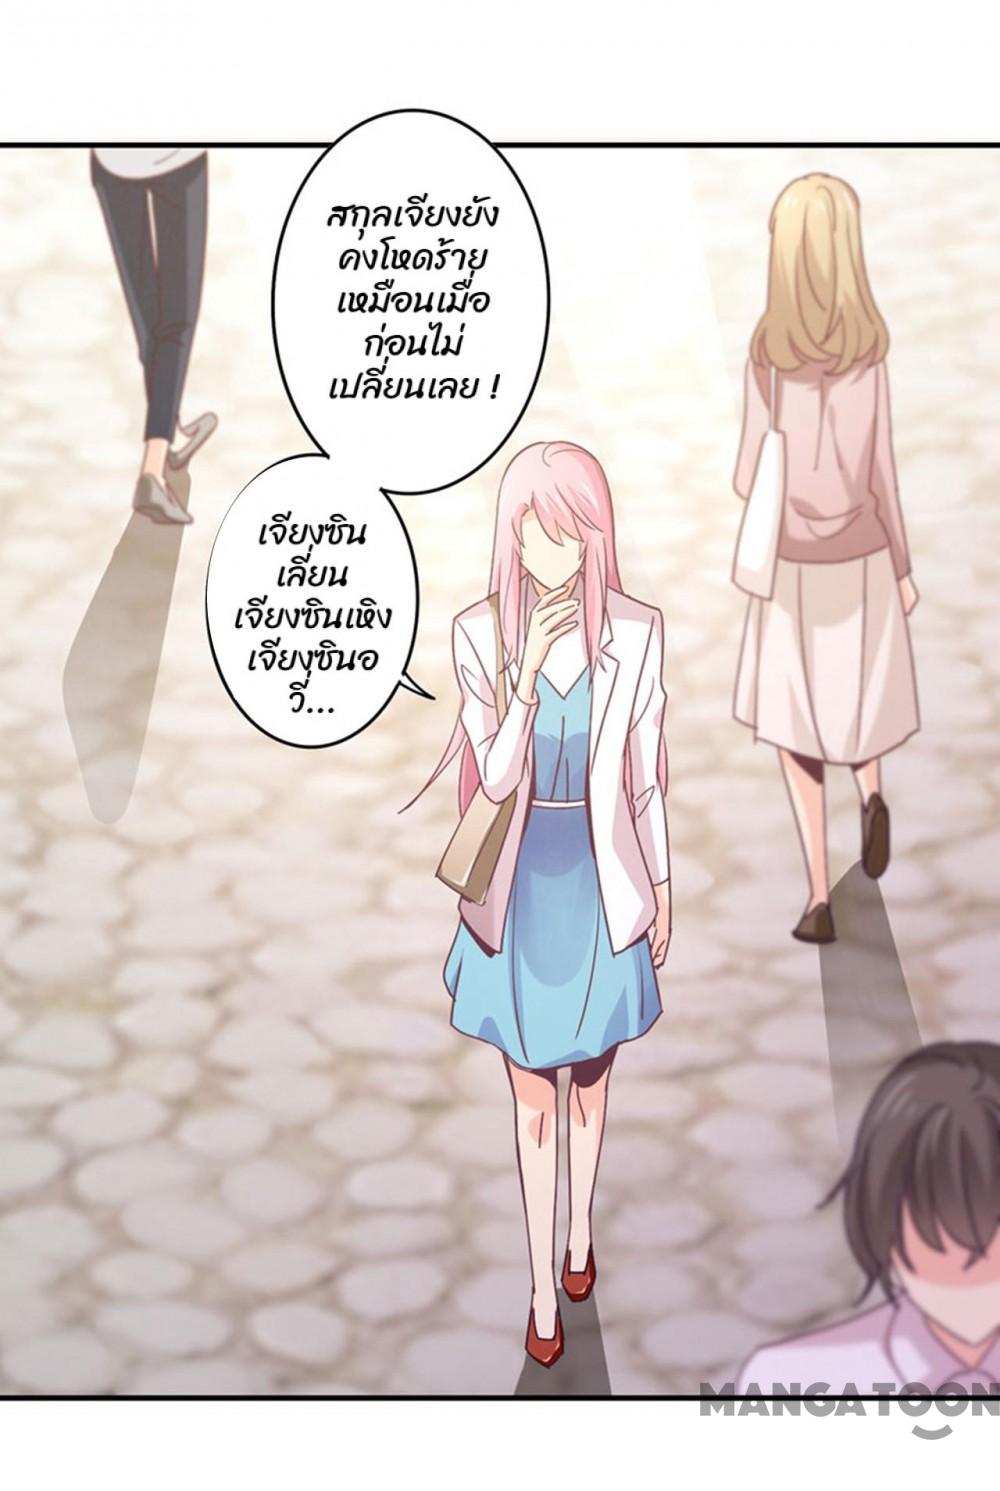 สกุลเจียงยัง
คงโหดร้าย
เหมือนเมื่อ
ก่อนไม่
เปลี่ยนเลย !
เจียงซิน
เลี่ยน
เจียงซินเหิง
เจียงซินอ
วี่...
MANGATOON